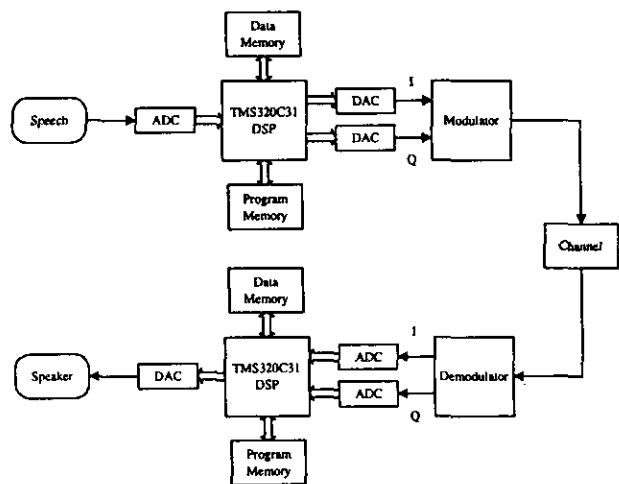 Data
Memory
Speech
ADC
TMS320C31
DSP
DAC
I
DAC
Q
Modulator
Program
Memory
Channel
Data
Memory
Speaker
DAC
TMS320C31
DSP
ADC
I
ADC
Q
Demodulator
Program
Memory